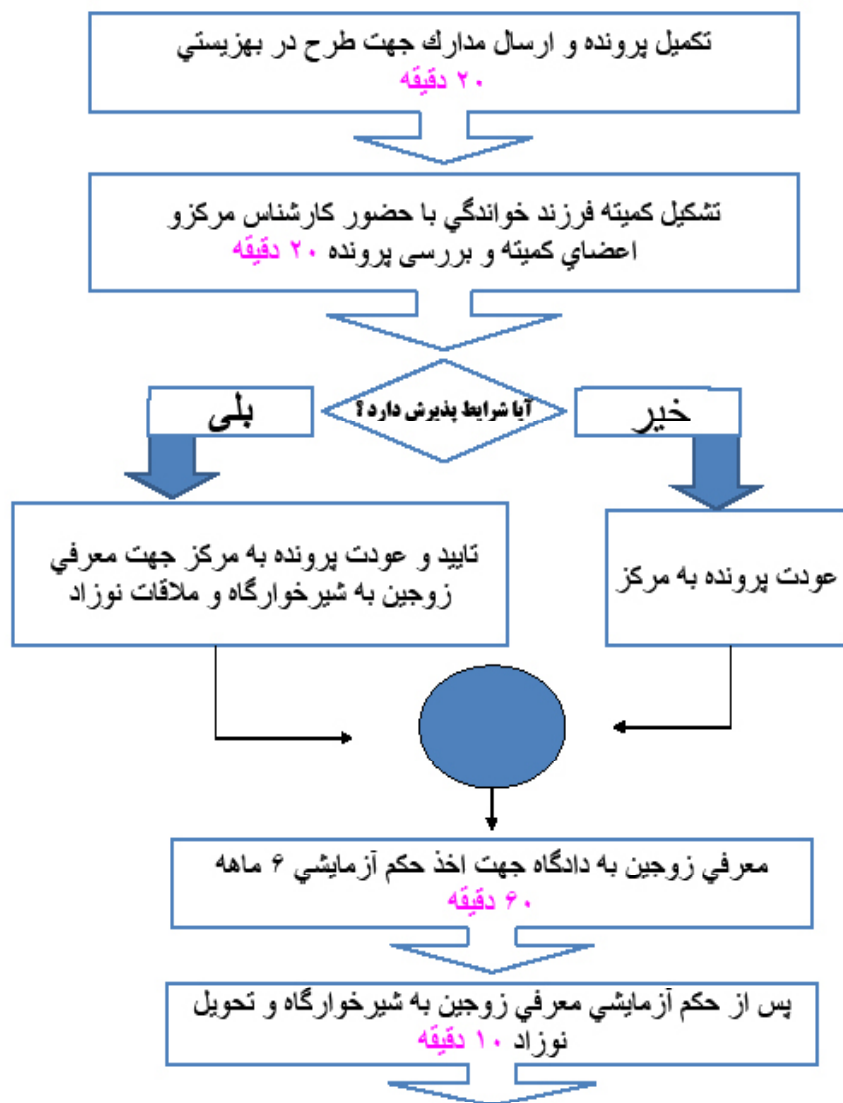 تكميل پرونده و ارسال مدارك جهت طرح در بهزيستي
۲۰ دقيقه
تشكيل كميته فرزند خواندگي با حضور كارشناس مركزو
اعضاي كميته و بررسی پرونده ۲۰ دقيقه
آیا شرایط پذیرش دارد ؟
خیر
بلی
عودت پرونده به مركز
تاييد و عودت پرونده به مركز جهت معرفي
زوجين به شيرخوارگاه و ملاقات نوزاد
معرفي زوجين به دادگاه جهت اخذ حكم آزمايشي ۶ ماهه
۶۰ دقيقه
پس از حكم آزمايشي معرفي زوجين به شيرخوارگاه و تحويل
نوزاد ۱۰ دقيقه